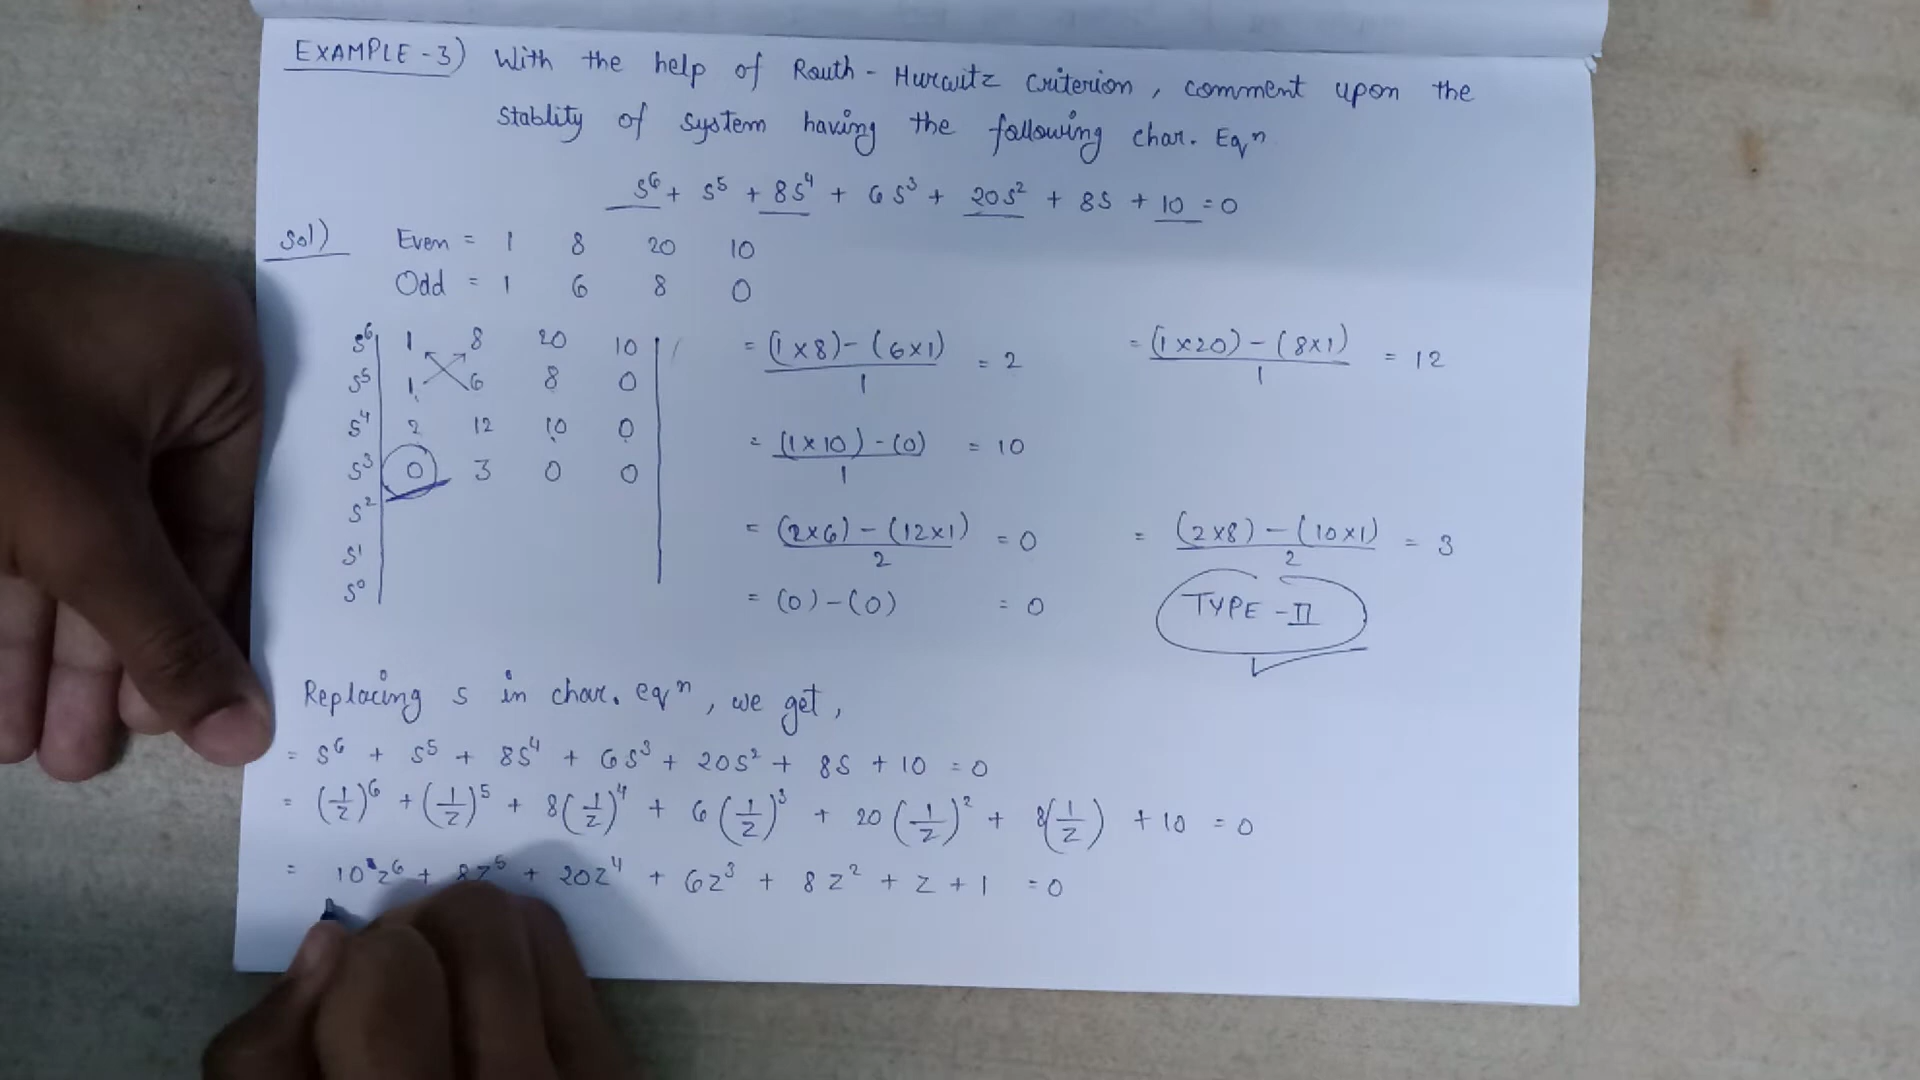 EXAMPLE-3) With the help of Routh-Hurwitz Criterion, comment upon the
Stablity of system having the following char. Eqⁿ
s⁶ + s⁵ + 8s⁴ + 6s³ + 20s² + 8s + 10 = 0
Sol) Even = 1 8 20 10
Odd = 1 6 8 0
s⁶ 1 8 20 10
s⁵ 1 6 8 0
s⁴ 2 12 10 0
s³ 0 3 0 0
s²
s¹
s⁰
= (1×8)-(6×1)/1 = 2
= (1×20)-(8×1)/1 = 12
= (1×10)-(0)/1 = 10
= (2×6)-(12×1)/2 = 0
= (2×8)-(10×1)/2 = 3
= (0)-(0) = 0
TYPE-II
Replacing s in char. eqⁿ, we get,
= s⁶ + s⁵ + 8s⁴ + 6s³ + 20s² + 8s + 10 = 0
= (1/z)⁶ + (1/z)⁵ + 8(1/z)⁴ + 6(1/z)³ + 20(1/z)² + 8(1/z) + 10 = 0
= 10z⁶ + 8z⁵ + 20z⁴ + 6z³ + 8z² + z + 1 = 0